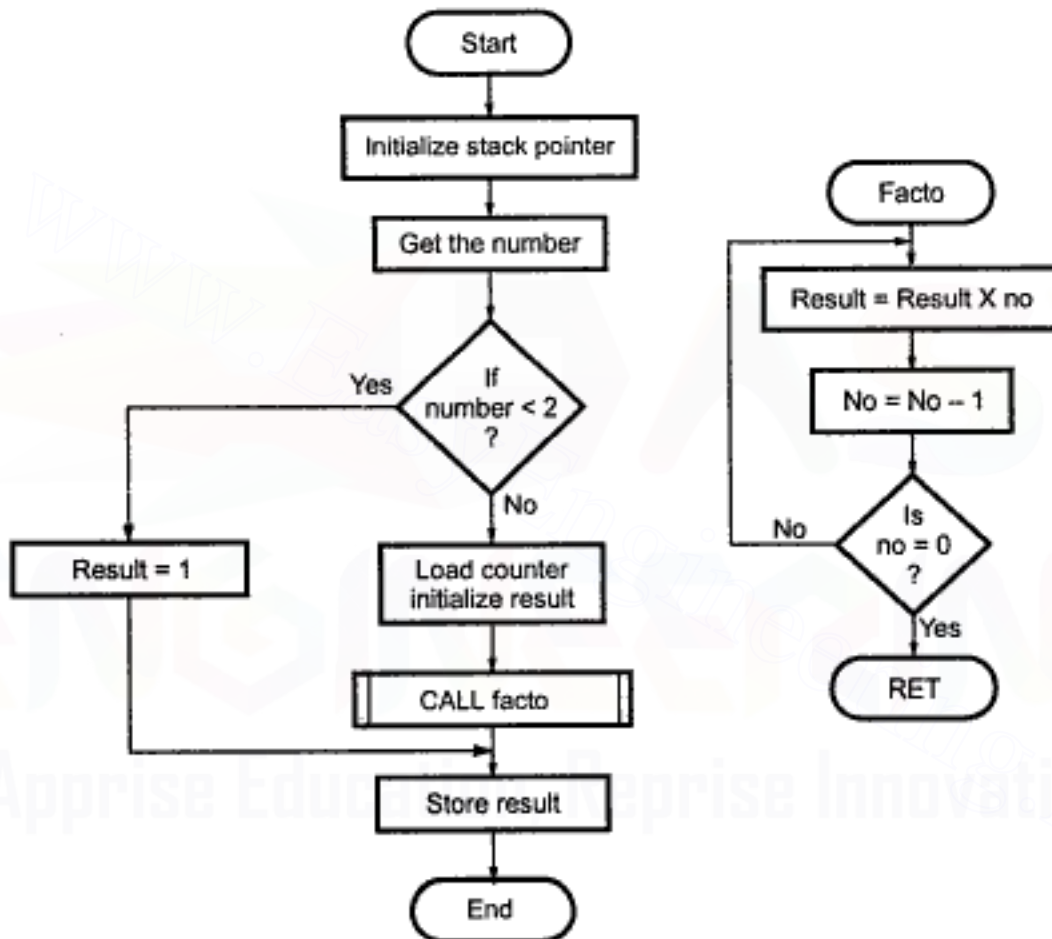 Start
Initialize stack pointer
Get the number
If
number < 2
?
Yes
No
Result = 1
Load counter
initialize result
CALL facto
Store result
End
Facto
Result = Result X no
No = No – 1
Is
no = 0
?
No
Yes
RET
Apprise Education, Reprise Innovati